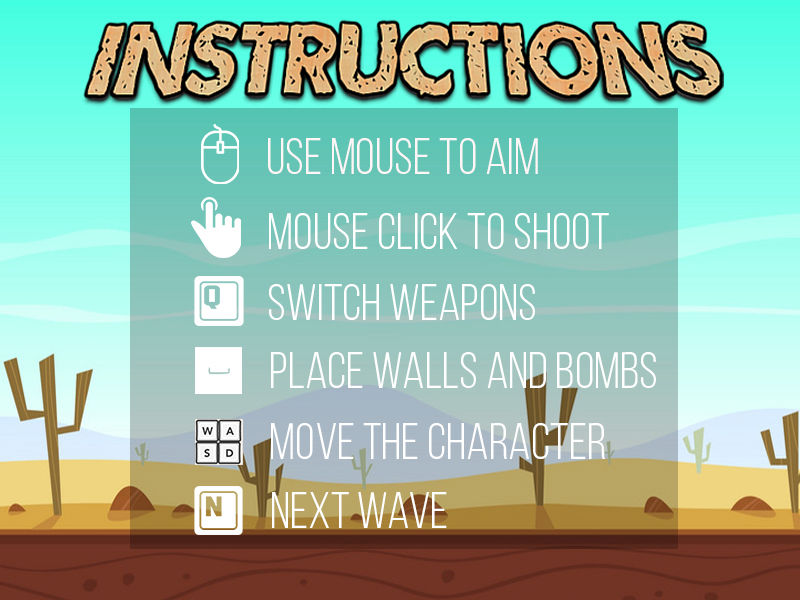 INSTRUCTIONS
USE MOUSE TO AIM
MOUSE CLICK TO SHOOT
Q SWITCH WEAPONS
PLACE WALLS AND BOMBS
W A
S D
MOVE THE CHARACTER
N NEXT WAVE